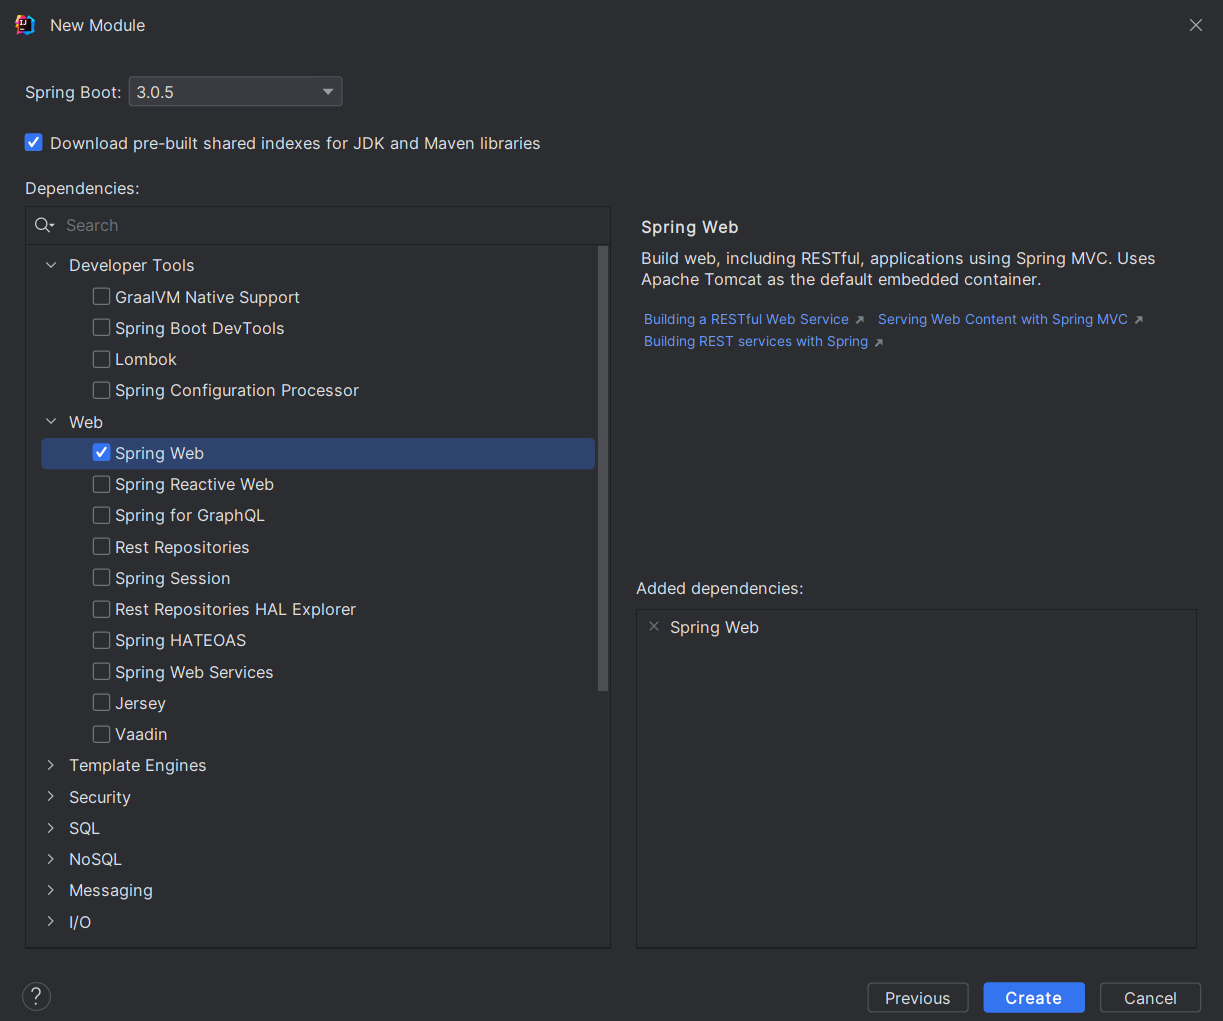 New Module
Spring Boot: 3.0.5
Download pre-built shared indexes for JDK and Maven libraries
Dependencies:
Search
Developer Tools
GraalVM Native Support
Spring Boot DevTools
Lombok
Spring Configuration Processor
Web
Spring Web
Spring Reactive Web
Spring for GraphQL
Rest Repositories
Spring Session
Rest Repositories HAL Explorer
Spring HATEOAS
Spring Web Services
Jersey
Vaadin
Template Engines
Security
SQL
NoSQL
Messaging
I/O
Spring Web
Build web, including RESTful, applications using Spring MVC. Uses
Apache Tomcat as the default embedded container.
Building a RESTful Web Service Serving Web Content with Spring MVC
Building REST services with Spring
Added dependencies:
Spring Web
? Previous Create Cancel